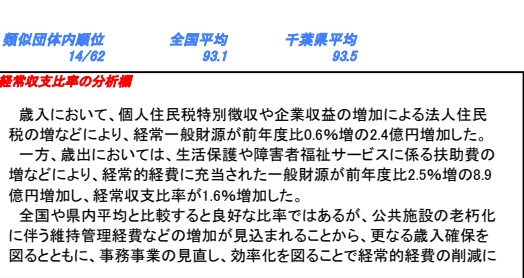 類似団体内順位 全国平均 千葉県平均
14/62 93.1 93.5
経常収支比率の分析欄
歳入において、個人住民税特別徴収や企業収益の増加による法人住民
税の増などにより、経常一般財源が前年度比0.6%増の2.4億円増加した。
一方、歳出においては、生活保護や障害者福祉サービスに係る扶助費の
増などにより、経常的経費に充当された一般財源が前年度比2.5%増の8.9
億円増加し、経常収支比率が1.6%増加した。
全国や県内平均と比較すると良好な比率ではあるが、公共施設の老朽化
に伴う維持管理経費などの増加が見込まれることから、更なる歳入確保を
図るとともに、事務事業の見直し、効率化を図ることで経常的経費の削減に